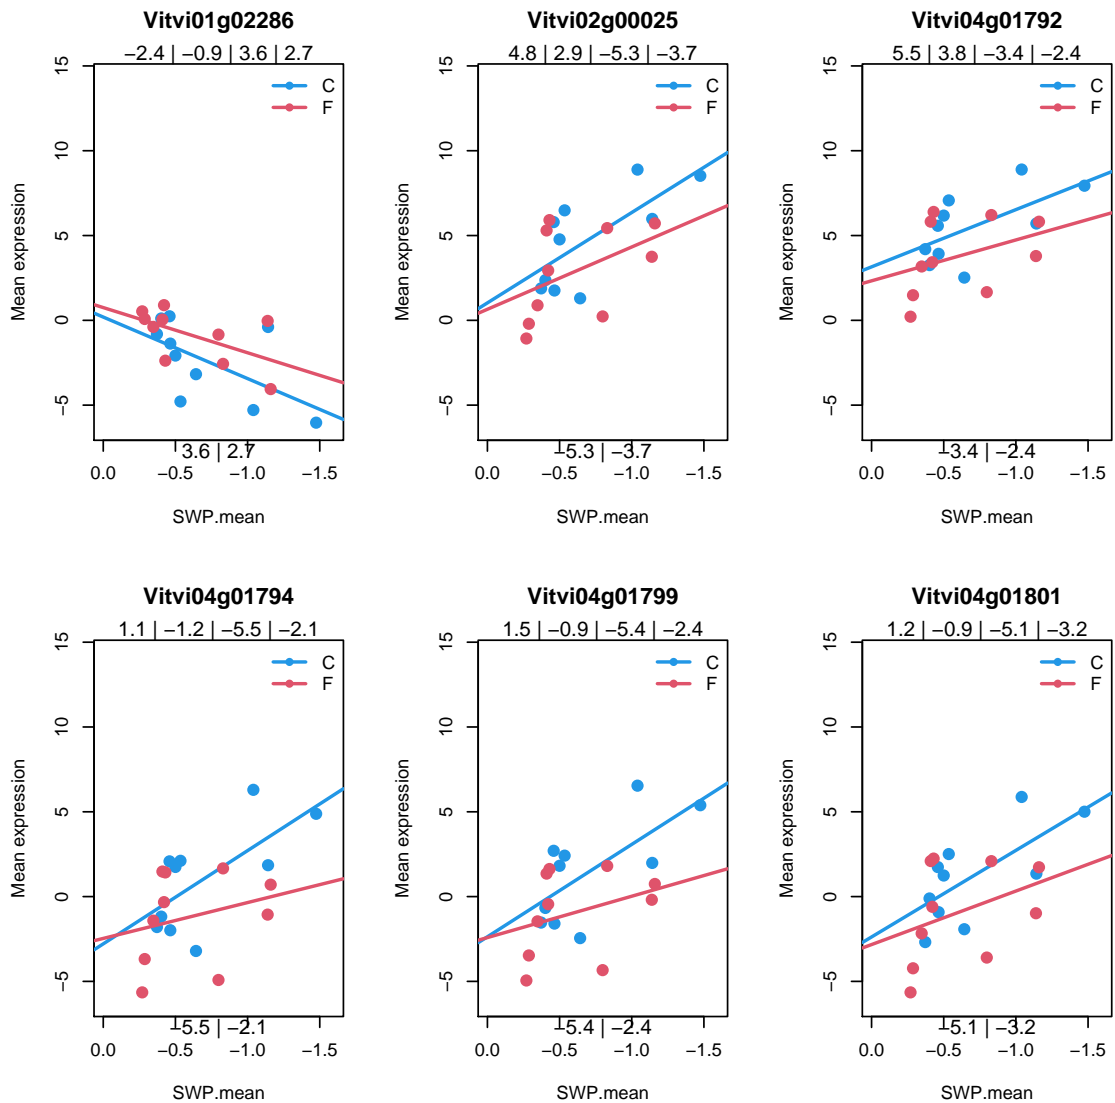 Vitvi01g02286
−2.4 | −0.9 | 3.6 | 2.7
15
10
5
0
−5
Mean expression
C
F
3.6 | 2.7
0.0 −0.5 −1.0 −1.5
SWP.mean
Vitvi02g00025
4.8 | 2.9 | −5.3 | −3.7
15
10
5
0
−5
Mean expression
C
F
−5.3 | −3.7
0.0 −0.5 −1.0 −1.5
SWP.mean
Vitvi04g01792
5.5 | 3.8 | −3.4 | −2.4
15
10
5
0
−5
Mean expression
C
F
−3.4 | −2.4
0.0 −0.5 −1.0 −1.5
SWP.mean
Vitvi04g01794
1.1 | −1.2 | −5.5 | −2.1
15
10
5
0
−5
Mean expression
C
F
−5.5 | −2.1
0.0 −0.5 −1.0 −1.5
SWP.mean
Vitvi04g01799
1.5 | −0.9 | −5.4 | −2.4
15
10
5
0
−5
Mean expression
C
F
−5.4 | −2.4
0.0 −0.5 −1.0 −1.5
SWP.mean
Vitvi04g01801
1.2 | −0.9 | −5.1 | −3.2
15
10
5
0
−5
Mean expression
C
F
−5.1 | −3.2
0.0 −0.5 −1.0 −1.5
SWP.mean